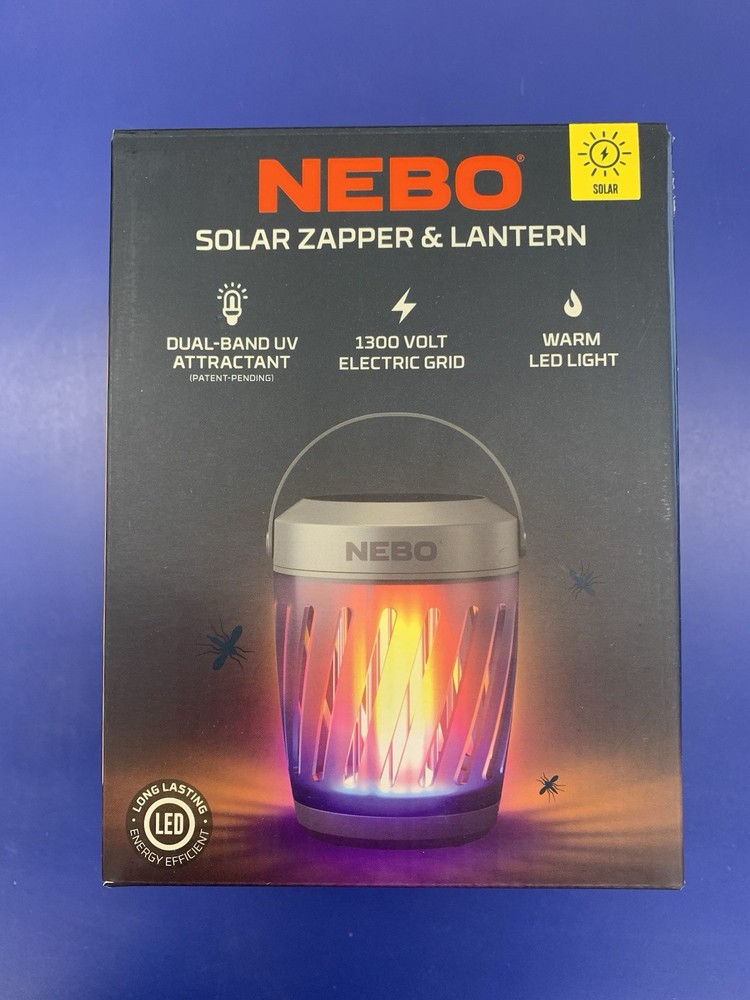 NEBO®
SOLAR
SOLAR ZAPPER & LANTERN
DUAL-BAND UV
ATTRACTANT
(PATENT-PENDING)
1300 VOLT
ELECTRIC GRID
WARM
LED LIGHT
NEBO
LONG LASTING
LED
ENERGY EFFICIENT